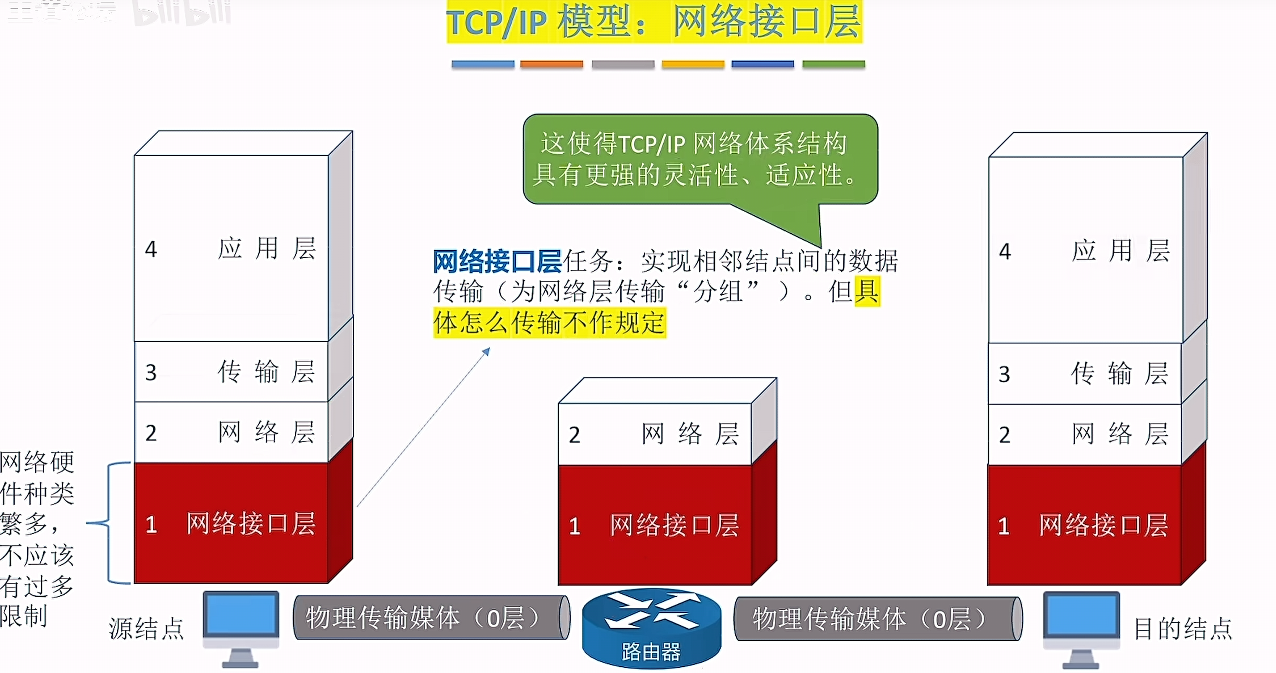 bilibili
TCP/IP 模型：网络接口层
这使得TCP/IP 网络体系结构
具有更强的灵活性、适应性。
网络接口层任务：实现相邻结点间的数据
传输（为网络层传输“分组”）。但具
体怎么传输不作规定
4 应用层
3 传输层
2 网络层
1 网络接口层
网络硬
件种类
繁多，
不应该
有过多
限制
2 网络层
1 网络接口层
4 应用层
3 传输层
2 网络层
1 网络接口层
源结点
物理传输媒体（0层）
路由器
物理传输媒体（0层）
目的结点